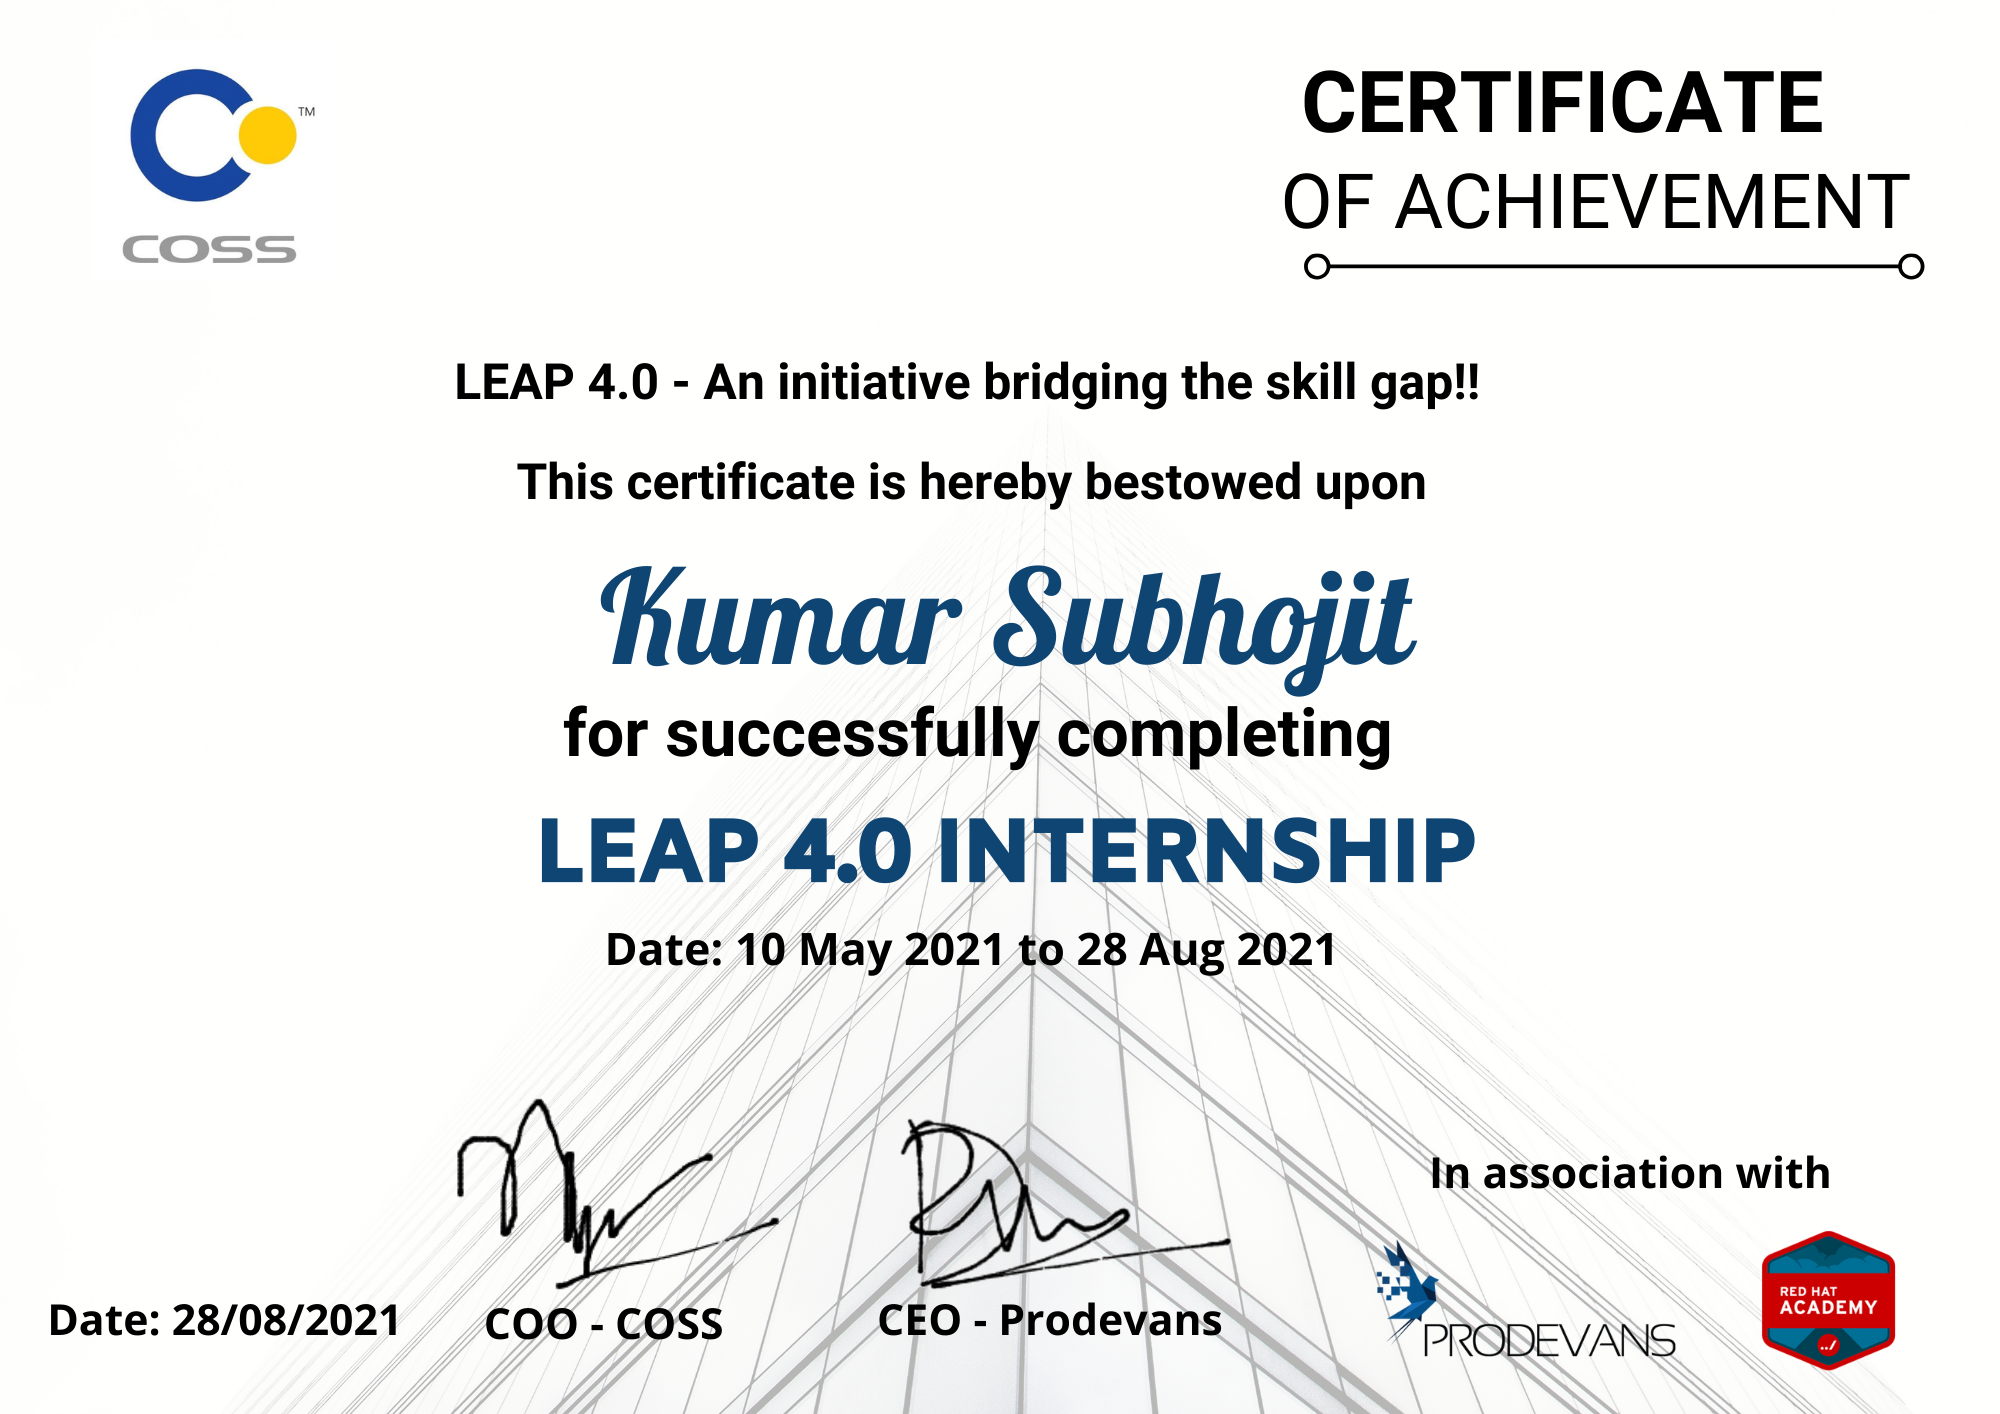 TM
COSS
CERTIFICATE
OF ACHIEVEMENT
LEAP 4.0 - An initiative bridging the skill gap!!
This certificate is hereby bestowed upon
Kumar Subhojit
for successfully completing
LEAP 4.0 INTERNSHIP
Date: 10 May 2021 to 28 Aug 2021
In association with
Date: 28/08/2021
COO - COSS
CEO - Prodevans
PRODEVANS
RED HAT
ACADEMY
../